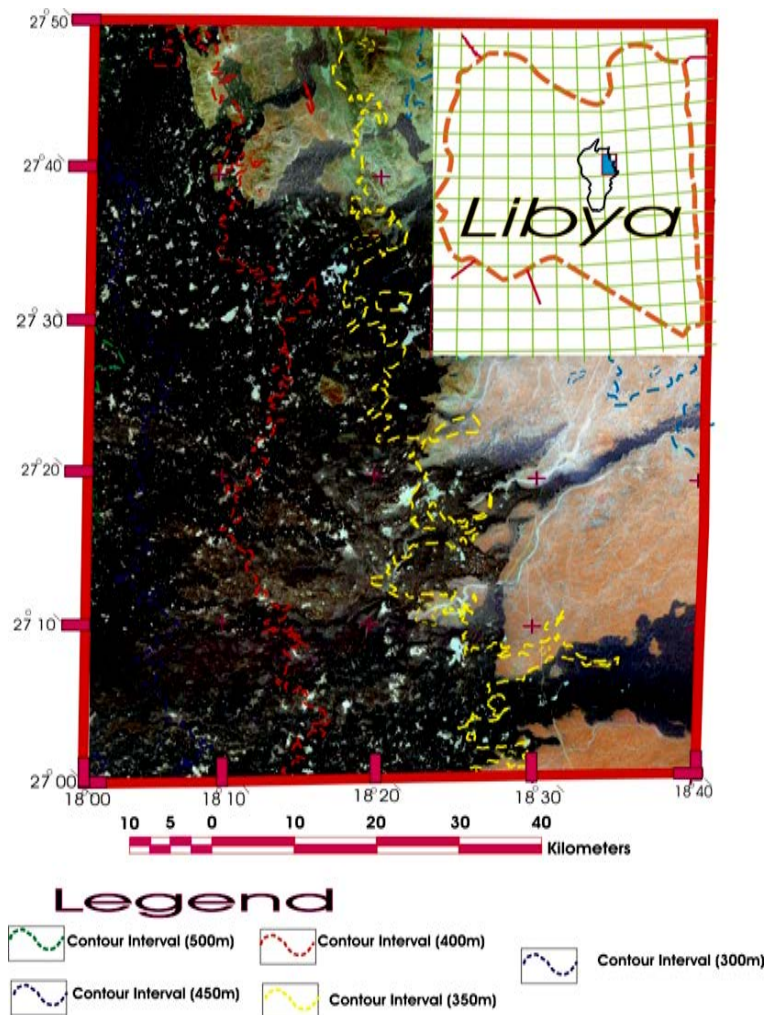 27°50'
27°40'
Libya
27°30'
27°20'
27°10'
27°00'
18°00' 18°10' 18°20' 18°30' 18°40'
10 5 0 10 20 30 40
Kilometers
Legend
Contour Interval (500m) Contour Interval (400m) Contour Interval (300m)
Contour Interval (450m) Contour Interval (350m)